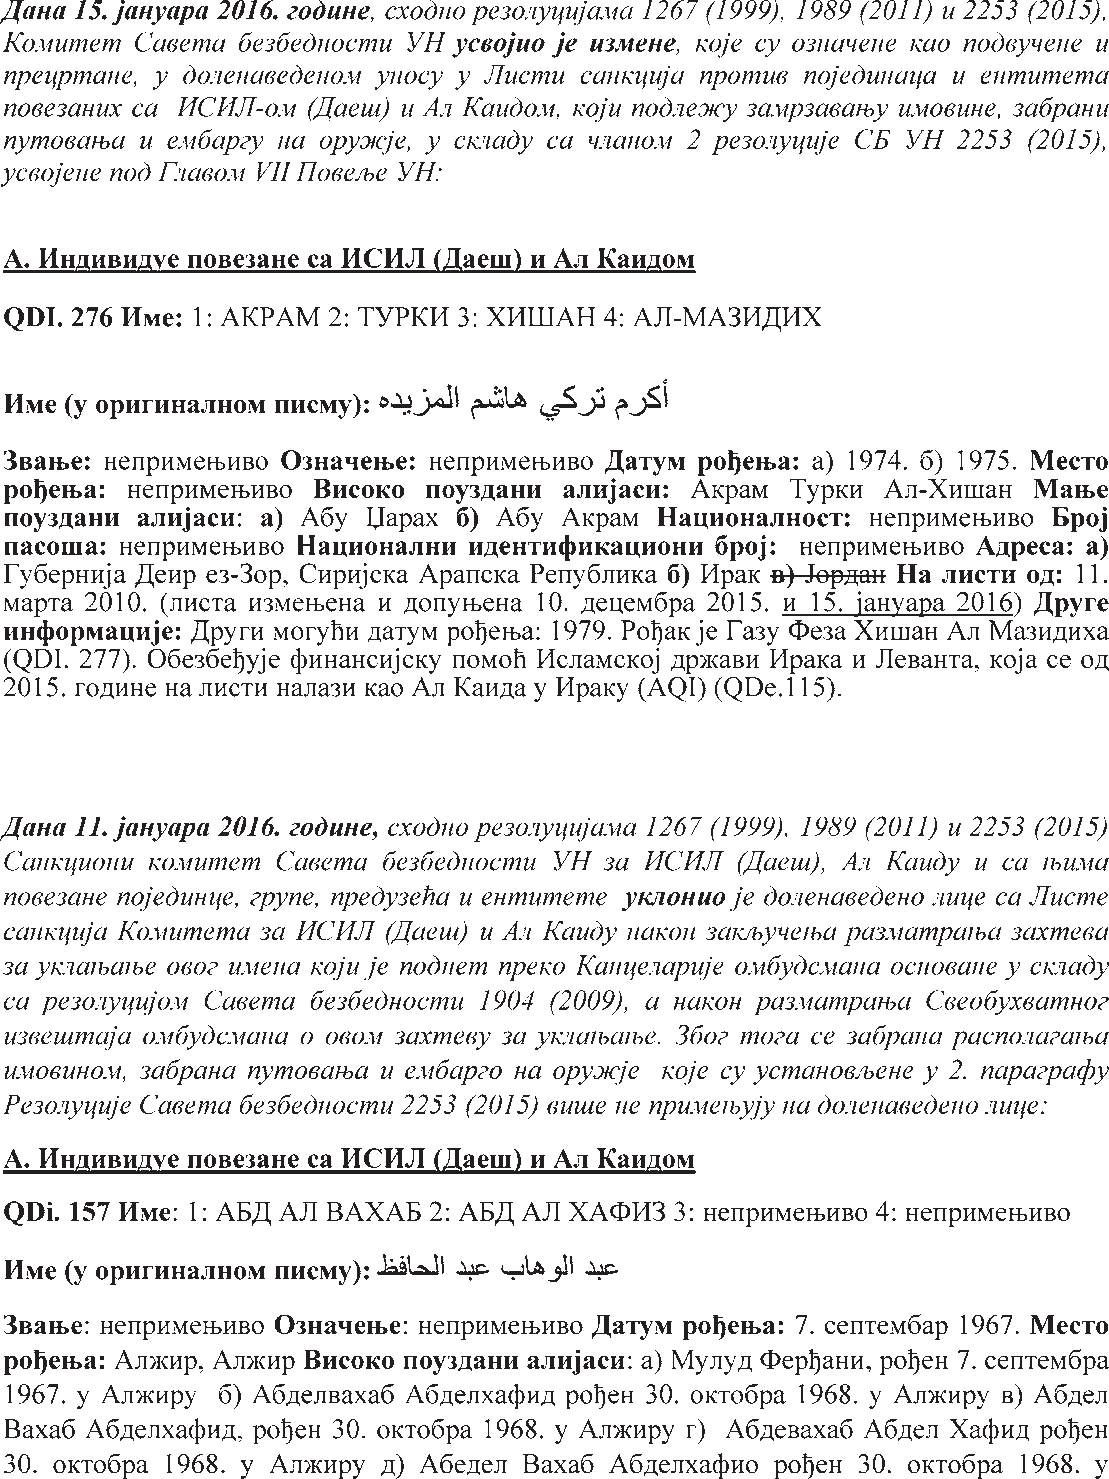 Дана 15. јануара 2016. године, сходно резолуцијама 1267 (1999), 1989 (2011) и 2253 (2015),
Комитет Савета безбедности УН усвојио је измене, које су означене као подвучене и
прецртане, у доленаведеном уносу у Листи санкција против појединаца и ентитета
повезаних са ИСИЛ-ом (Даеш) и Ал Каидом, који подлежу замрзавању имовине, забрани
путовања и ембаргу на оружје, у складу са чланом 2 резолуције СБ УН 2253 (2015),
усвојене под Главом VII Повеље УН:
А. Индивидуе повезане са ИСИЛ (Даеш) и Ал Каидом
QDI. 276 Име: 1: АКРАМ 2: ТУРКИ 3: ХИШАН 4: АЛ-МАЗИДИХ
Име (у оригиналном писму): أكرم تركي هاشم المزيده
Звање: непримењиво Означење: непримењиво Датум рођења: а) 1974. б) 1975. Место
рођења: непримењиво Високо поуздани алијаси: Акрам Турки Ал-Хишан Мање
поуздани алијаси: а) Абу Џарах б) Абу Акрам Националност: непримењиво Број
пасоша: непримењиво Национални идентификациони број: непримењиво Адреса: а)
Губернија Деир ез-Зор, Сиријска Арапска Република б) Ирак в) Јордан На листи од: 11.
марта 2010. (листа измењена и допуњена 10. децембра 2015. и 15. јануара 2016) Друге
информације: Други могући датум рођења: 1979. Рођак је Газу Феза Хишан Ал Мазидиха
(QDI. 277). Обезбеђује финансијску помоћ Исламској држави Ирака и Леванта, која се од
2015. године на листи налази као Ал Каида у Ираку (AQI) (QDe.115).
Дана 11. јануара 2016. године, сходно резолуцијама 1267 (1999), 1989 (2011) и 2253 (2015)
Санкциони комитет Савета безбедности УН за ИСИЛ (Даеш), Ал Каиду и са њима
повезане појединце, групе, предузећа и ентитете уклонио је доленаведено лице са Листе
санкција Комитета за ИСИЛ (Даеш) и Ал Каиду након закључења разматрања захтева
за уклањање овог имена који је поднет преко Канцеларије омбудсмана основане у складу
са резолуцијом Савета безбедности 1904 (2009), а након разматрања Свеобухватног
извештаја омбудсмана о овом захтеву за уклањање. Због тога се забрана располагања
имовином, забрана путовања и ембарго на оружје које су установљене у 2. параграфу
Резолуције Савета безбедности 2253 (2015) више не примењују на доленаведено лице:
А. Индивидуе повезане са ИСИЛ (Даеш) и Ал Каидом
QDi. 157 Име: 1: АБД АЛ ВАХАБ 2: АБД АЛ ХАФИЗ 3: непримењиво 4: непримењиво
Име (у оригиналном писму): عبد الوهاب عبد الحافظ
Звање: непримењиво Означење: непримењиво Датум рођења: 7. септембар 1967. Место
рођења: Алжир, Алжир Високо поуздани алијаси: а) Мулуд Ферђани, рођен 7. септембра
1967. у Алжиру б) Абделвахаб Абделхафид рођен 30. октобра 1968. у Алжиру в) Абдел
Вахаб Абделхафид, рођен 30. октобра 1968. у Алжиру г) Абдевахаб Абдел Хафид рођен
30. октобра 1968. у Алжиру д) Абедел Вахаб Абделхафио рођен 30. октобра 1968. у